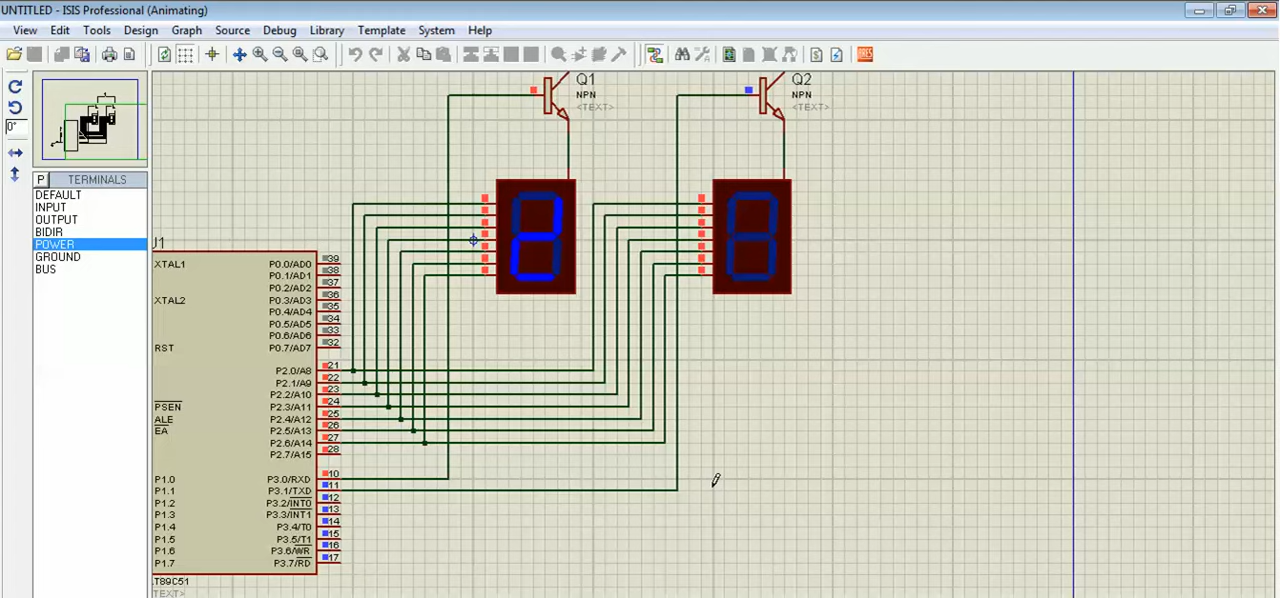 UNTITLED - ISIS Professional (Animating)
View Edit Tools Design Graph Source Debug Library Template System Help
0°
P TERMINALS
DEFAULT
INPUT
OUTPUT
BIDIR
POWER
GROUND
BUS
Q1
NPN
<TEXT>
Q2
NPN
<TEXT>
J1
XTAL1 P0.0/AD0 39
P0.1/AD1 38
P0.2/AD2 37
XTAL2 P0.3/AD3 36
P0.4/AD4 35
P0.5/AD5 34
P0.6/AD6 33
RST P0.7/AD7 32
P2.0/A8 21
P2.1/A9 22
P2.2/A10 23
PSEN P2.3/A11 24
ALE P2.4/A12 25
EA P2.5/A13 26
P2.6/A14 27
P2.7/A15 28
P1.0 P3.0/RXD 10
P1.1 P3.1/TXD 11
P1.2 P3.2/INT0 12
P1.3 P3.3/INT1 13
P1.4 P3.4/T0 14
P1.5 P3.5/T1 15
P1.6 P3.6/WR 16
P1.7 P3.7/RD 17
T89C51
TEXT>